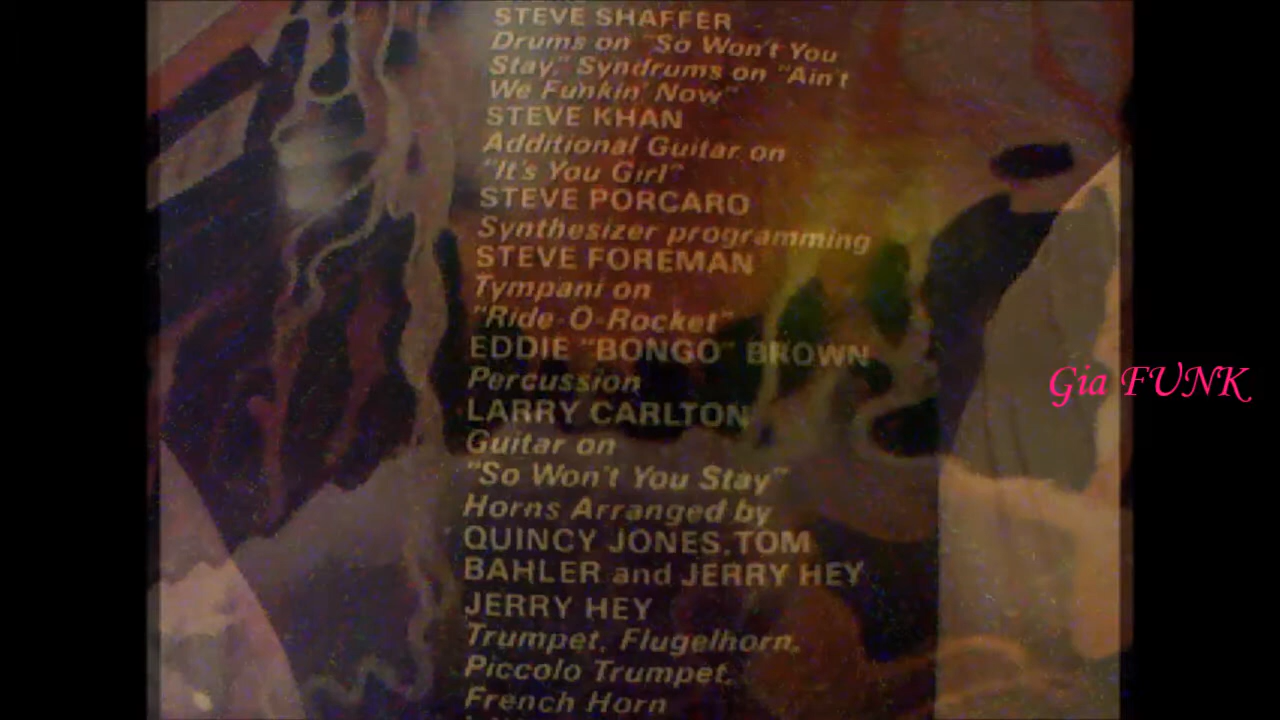 STEVE SHAFFER
Drums on "So Won't You
Stay," Syndrums on "Ain't
We Funkin' Now"
STEVE KHAN
Additional Guitar on
"It's You Girl"
STEVE PORCARO
Synthesizer programming
STEVE FOREMAN
Tympani on
"Ride-O-Rocket"
EDDIE "BONGO" BROWN
Percussion
LARRY CARLTON
Guitar on
"So Won't You Stay"
Horns Arranged by
QUINCY JONES, TOM
BAHLER and JERRY HEY
JERRY HEY
Trumpet, Flugelhorn,
Piccolo Trumpet,
French Horn
Gia FUNK